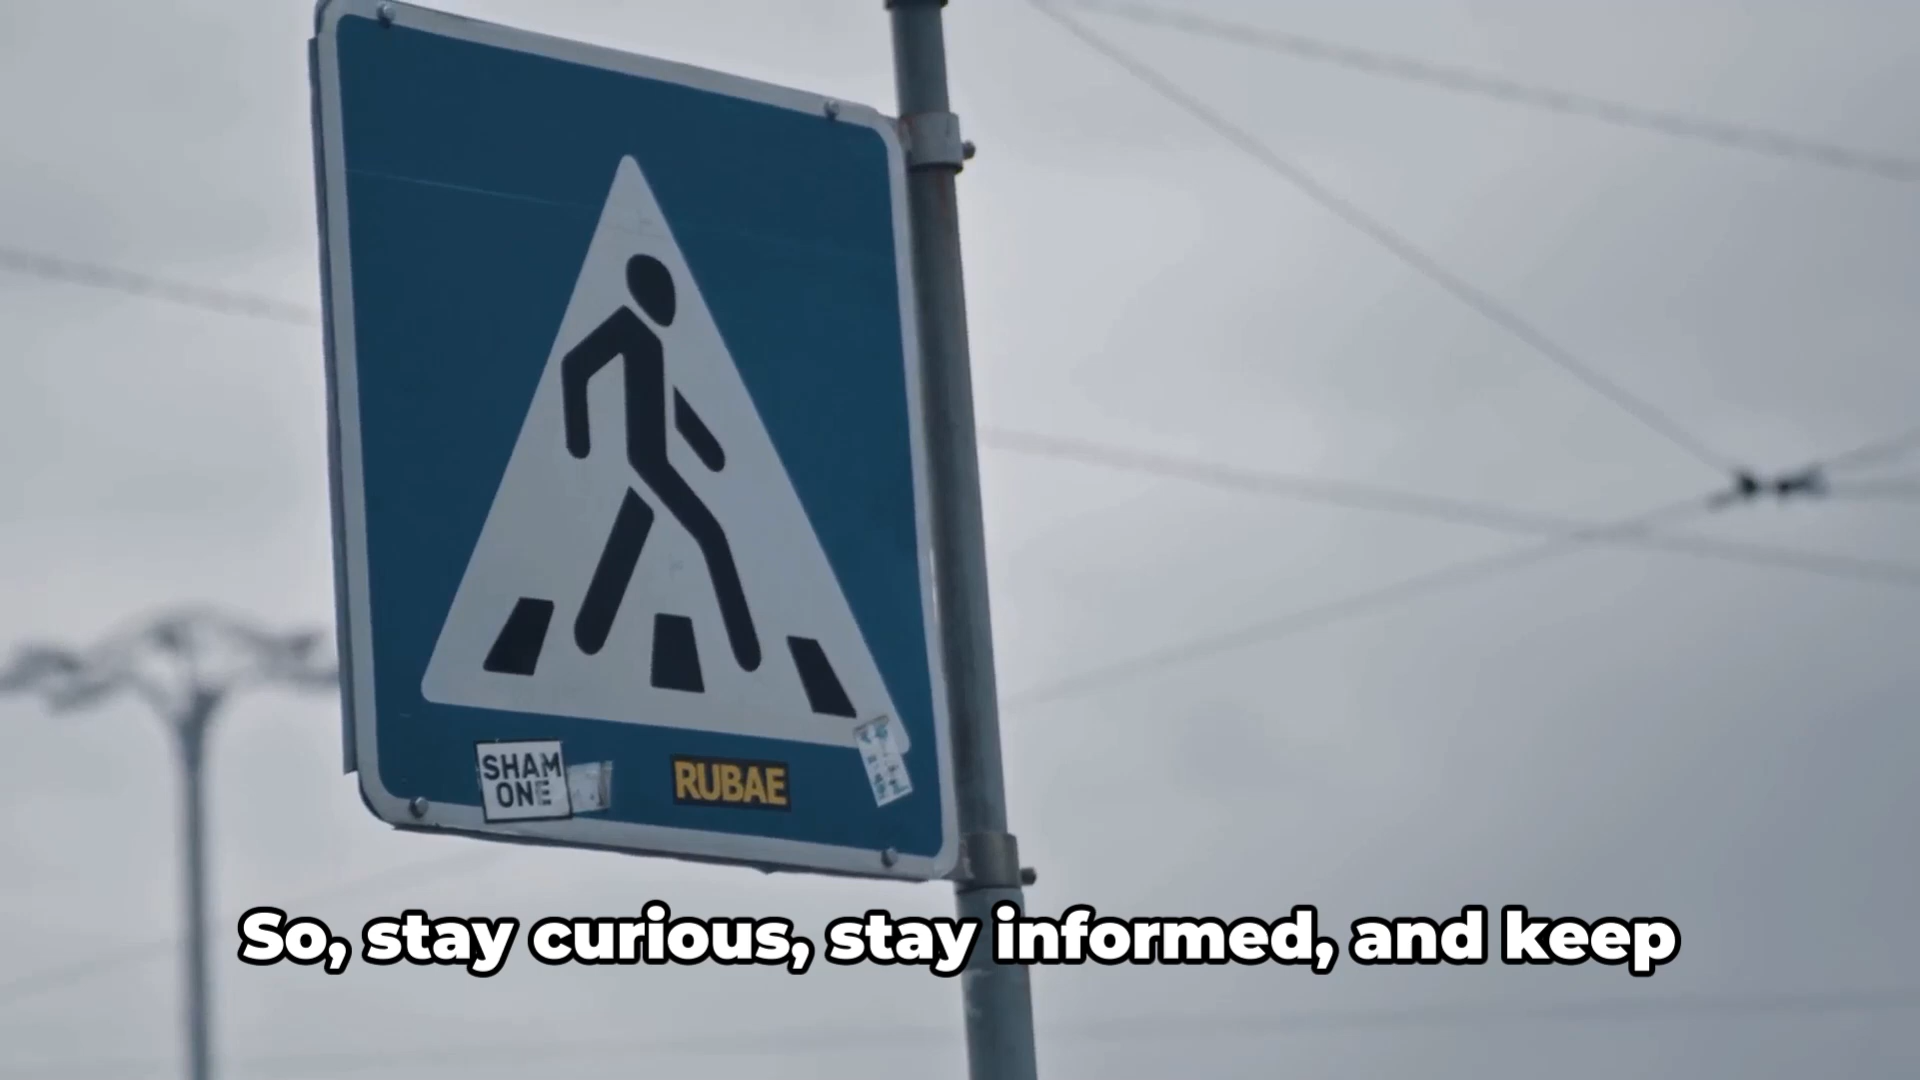 SHAM
ONE
RUBAE
So, stay curious, stay informed, and keep